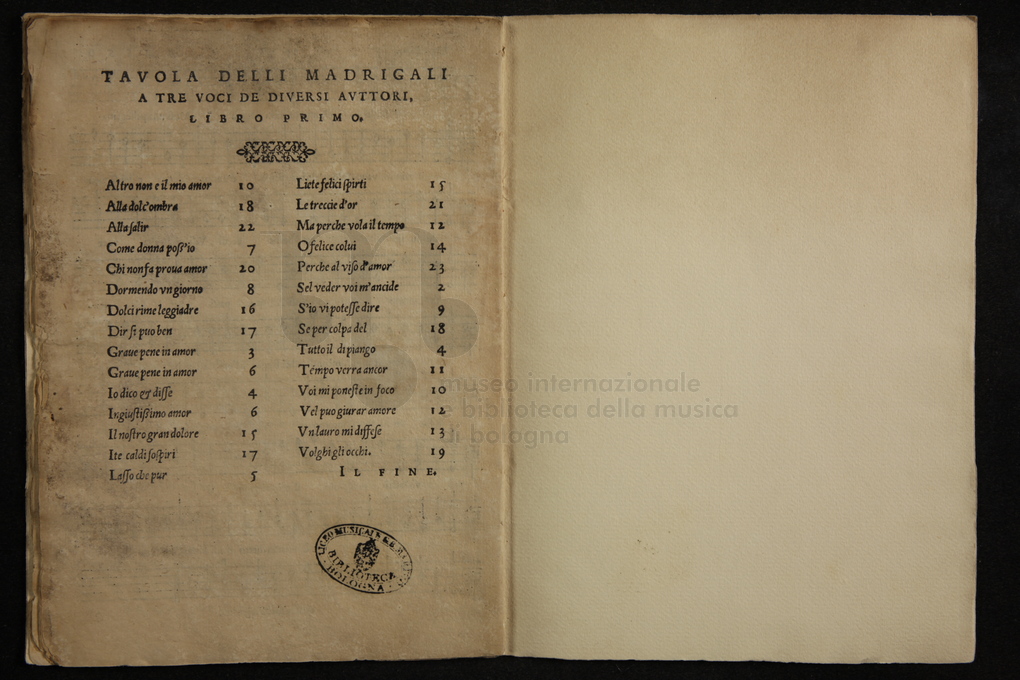 TAVOLA DELLI MADRIGALI
A TRE VOCI DE DIVERSI AVTTORI,
LIBRO PRIMO.
Altro non e il mio amor 10
Alla dolc'ombra 18
Alla salir 22
Come donna poss'io 7
Chi non fa proua amor 20
Dormendo vn giorno 8
Dolci rime leggiadre 16
Dir si puo ben 17
Graue pene in amor 3
Graue pene in amor 6
Io dico & disse 4
Ingiustissimo amor 6
Il nostro gran dolore 15
Ite caldi sospiri 17
Lasso che pur 5
Liete felici spirti 15
Le treccie d'or 21
Ma perche vola il tempo 12
O felice colui 14
Perche al viso d'amor 23
Sel veder voi m'ancide 2
S'io vi potesse dire 9
Se per colpa del 18
Tutto il di piango 4
Tempo verra ancor 11
Voi mi poneste in foco 10
Vel puo giurar amore 12
Vn lauro mi diffese 13
Volghi gli occhi. 19
IL FINE.
LICEO MUSICALE
BIBLIOTECA
BOLOGNA
museo internazionale
e biblioteca della musica
di bologna